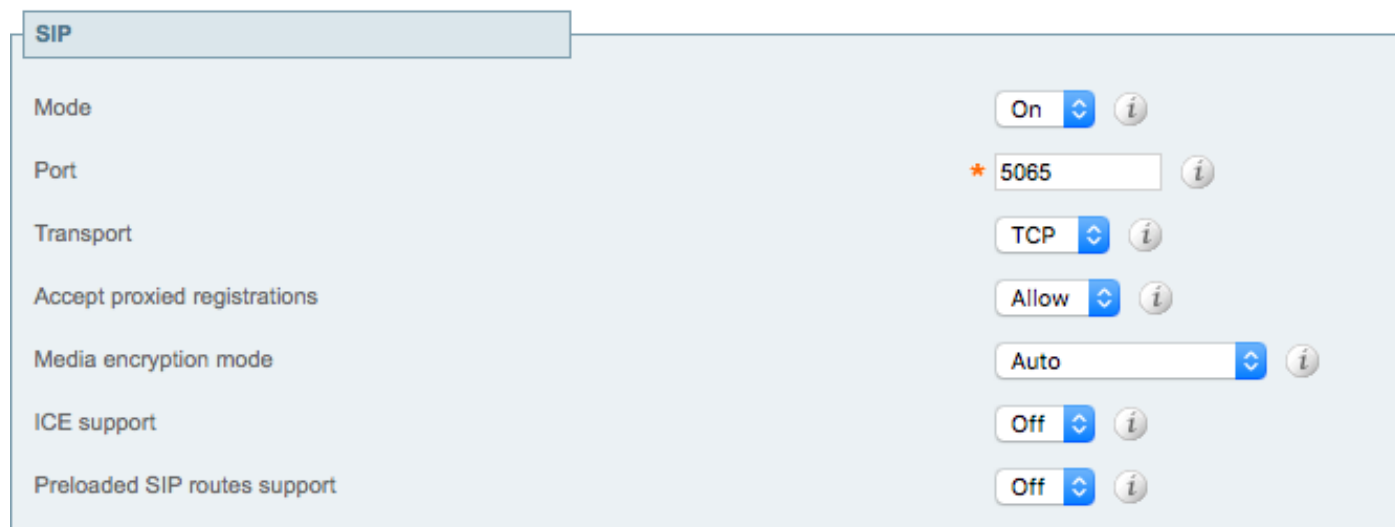 SIP
Mode On i
Port * 5065 i
Transport TCP i
Accept proxied registrations Allow i
Media encryption mode Auto i
ICE support Off i
Preloaded SIP routes support Off i